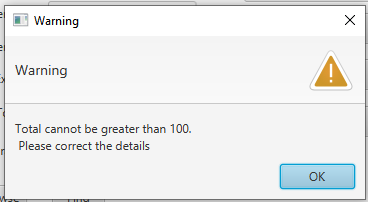 Warning
Warning
Total cannot be greater than 100.
Please correct the details
OK